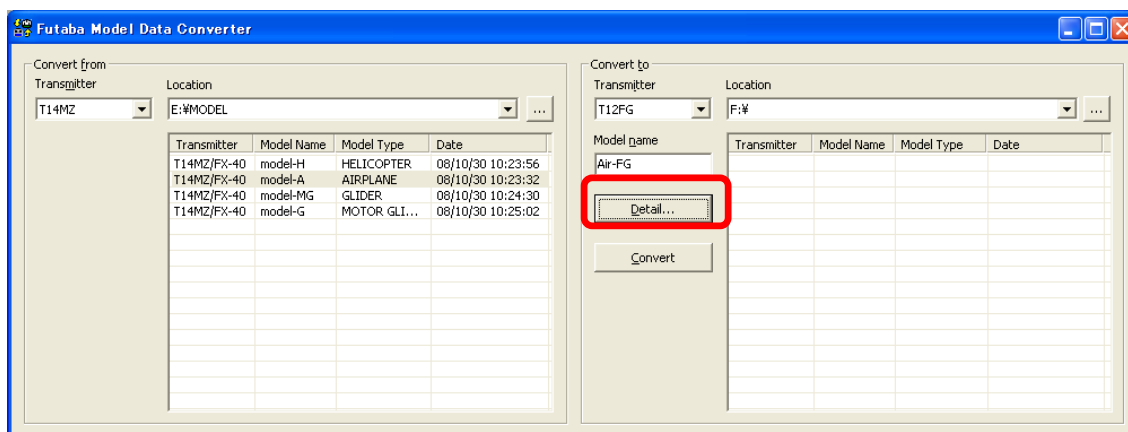 Futaba Model Data Converter
Convert from
Transmitter Location
T14MZ E:¥MODEL ...
Transmitter Model Name Model Type Date
T14MZ/FX-40 model-H HELICOPTER 08/10/30 10:23:56
T14MZ/FX-40 model-A AIRPLANE 08/10/30 10:23:32
T14MZ/FX-40 model-MG GLIDER 08/10/30 10:24:30
T14MZ/FX-40 model-G MOTOR GLI... 08/10/30 10:25:02
Convert to
Transmitter Location
T12FG F:¥ ...
Model name
Air-FG
Detail...
Convert
Transmitter Model Name Model Type Date